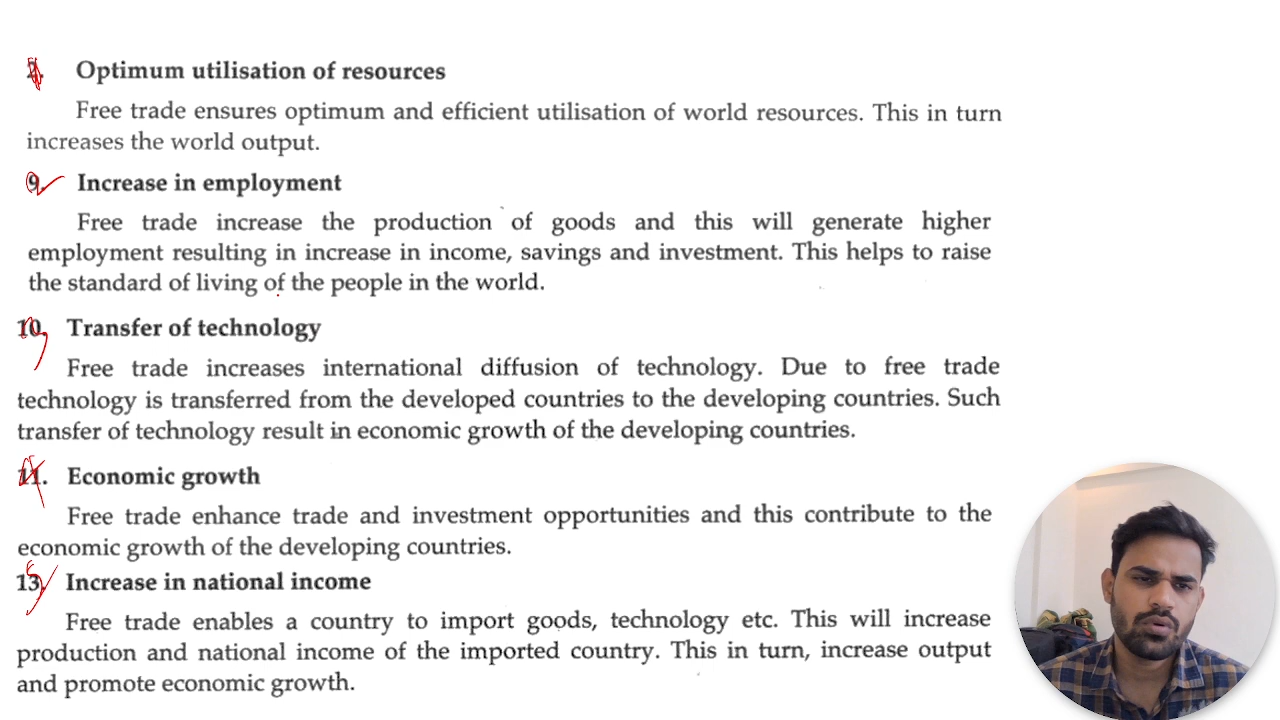 Optimum utilisation of resources
Free trade ensures optimum and efficient utilisation of world resources. This in turn
increases the world output.
9. Increase in employment
Free trade increase the production of goods and this will generate higher
employment resulting in increase in income, savings and investment. This helps to raise
the standard of living of the people in the world.
10. Transfer of technology
Free trade increases international diffusion of technology. Due to free trade
technology is transferred from the developed countries to the developing countries. Such
transfer of technology result in economic growth of the developing countries.
11. Economic growth
Free trade enhance trade and investment opportunities and this contribute to the
economic growth of the developing countries.
13. Increase in national income
Free trade enables a country to import goods, technology etc. This will increase
production and national income of the imported country. This in turn, increase output
and promote economic growth.